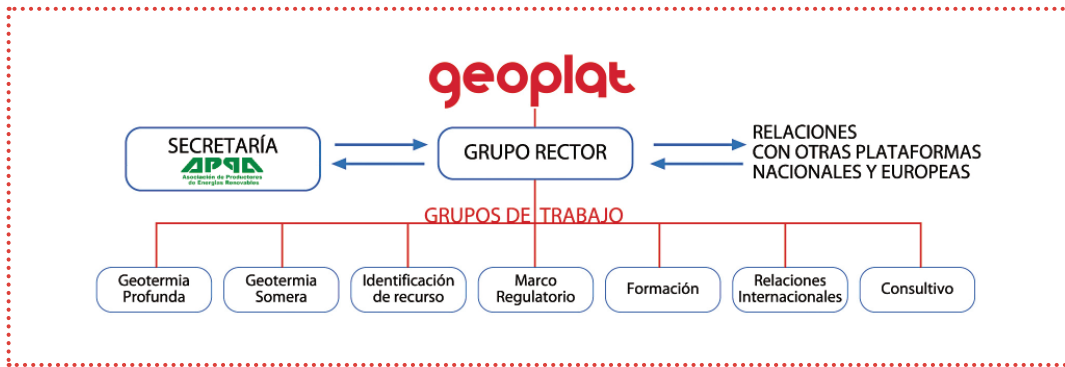 geoplat
SECRETARÍA
APPA
Asociación de Productores
de Energías Renovables
GRUPO RECTOR
RELACIONES
CON OTRAS PLATAFORMAS
NACIONALES Y EUROPEAS
GRUPOS DE TRABAJO
Geotermia
Profunda
Geotermia
Somera
Identificación
de recurso
Marco
Regulatorio
Formación
Relaciones
Internacionales
Consultivo